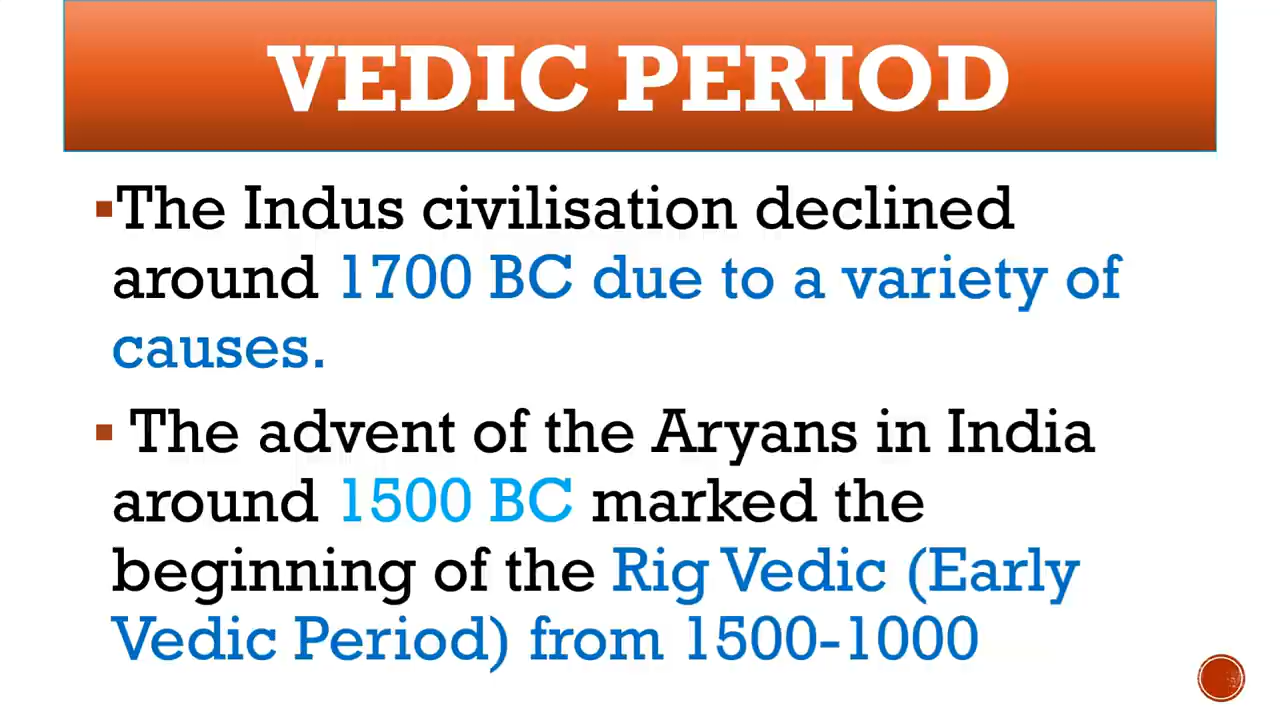 VEDIC PERIOD
▪The Indus civilisation declined
around 1700 BC due to a variety of
causes.
▪ The advent of the Aryans in India
around 1500 BC marked the
beginning of the Rig Vedic (Early
Vedic Period) from 1500-1000